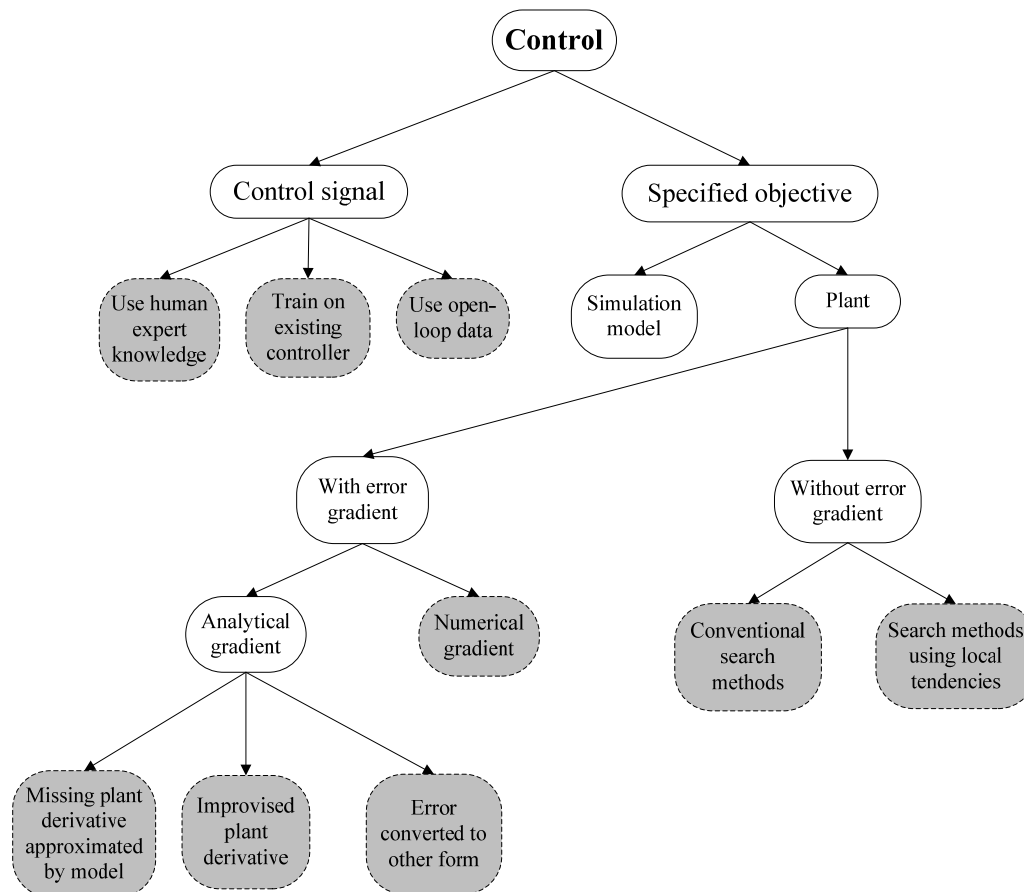 Control
Control signal
Specified objective
Use human
expert
knowledge
Train on
existing
controller
Use open-
loop data
Simulation
model
Plant
With error
gradient
Without error
gradient
Analytical
gradient
Numerical
gradient
Conventional
search
methods
Search methods
using local
tendencies
Missing plant
derivative
approximated
by model
Improvised
plant
derivative
Error
converted to
other form